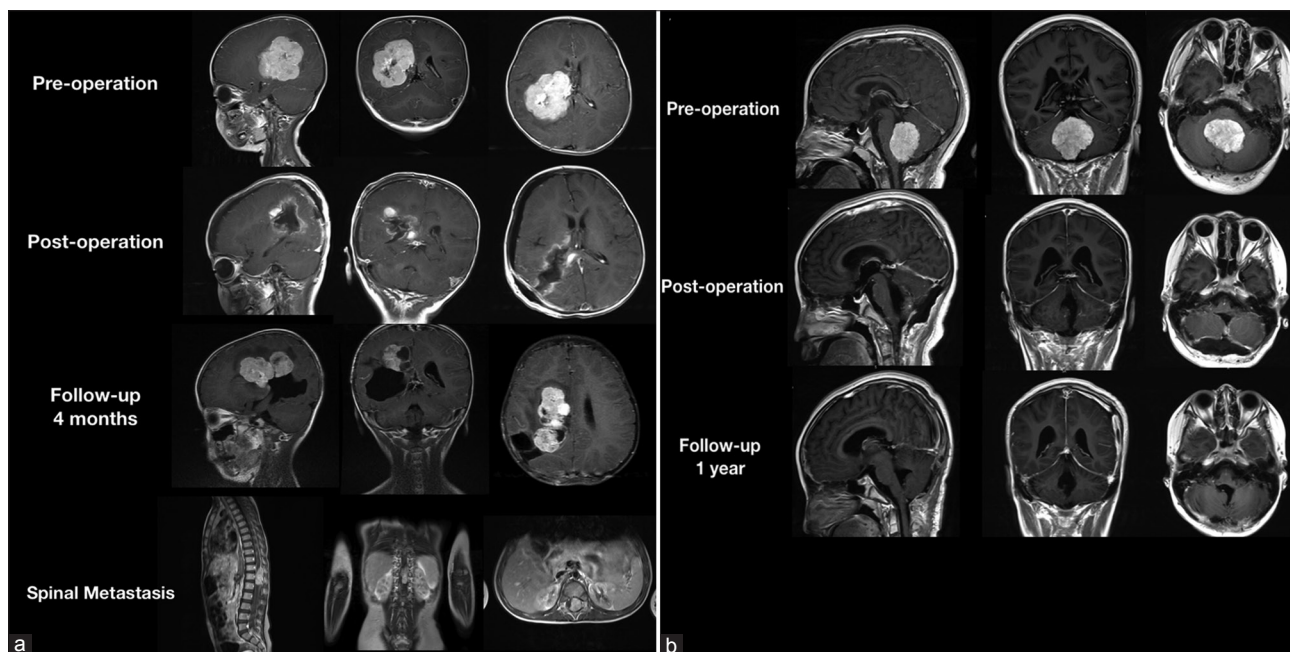 Pre-operation
Post-operation
Follow-up
4 months
Spinal Metastasis
a
Pre-operation
Post-operation
Follow-up
1 year
b